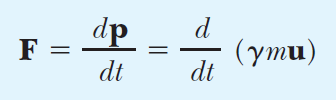 F = dp/dt = d/dt (γmu)